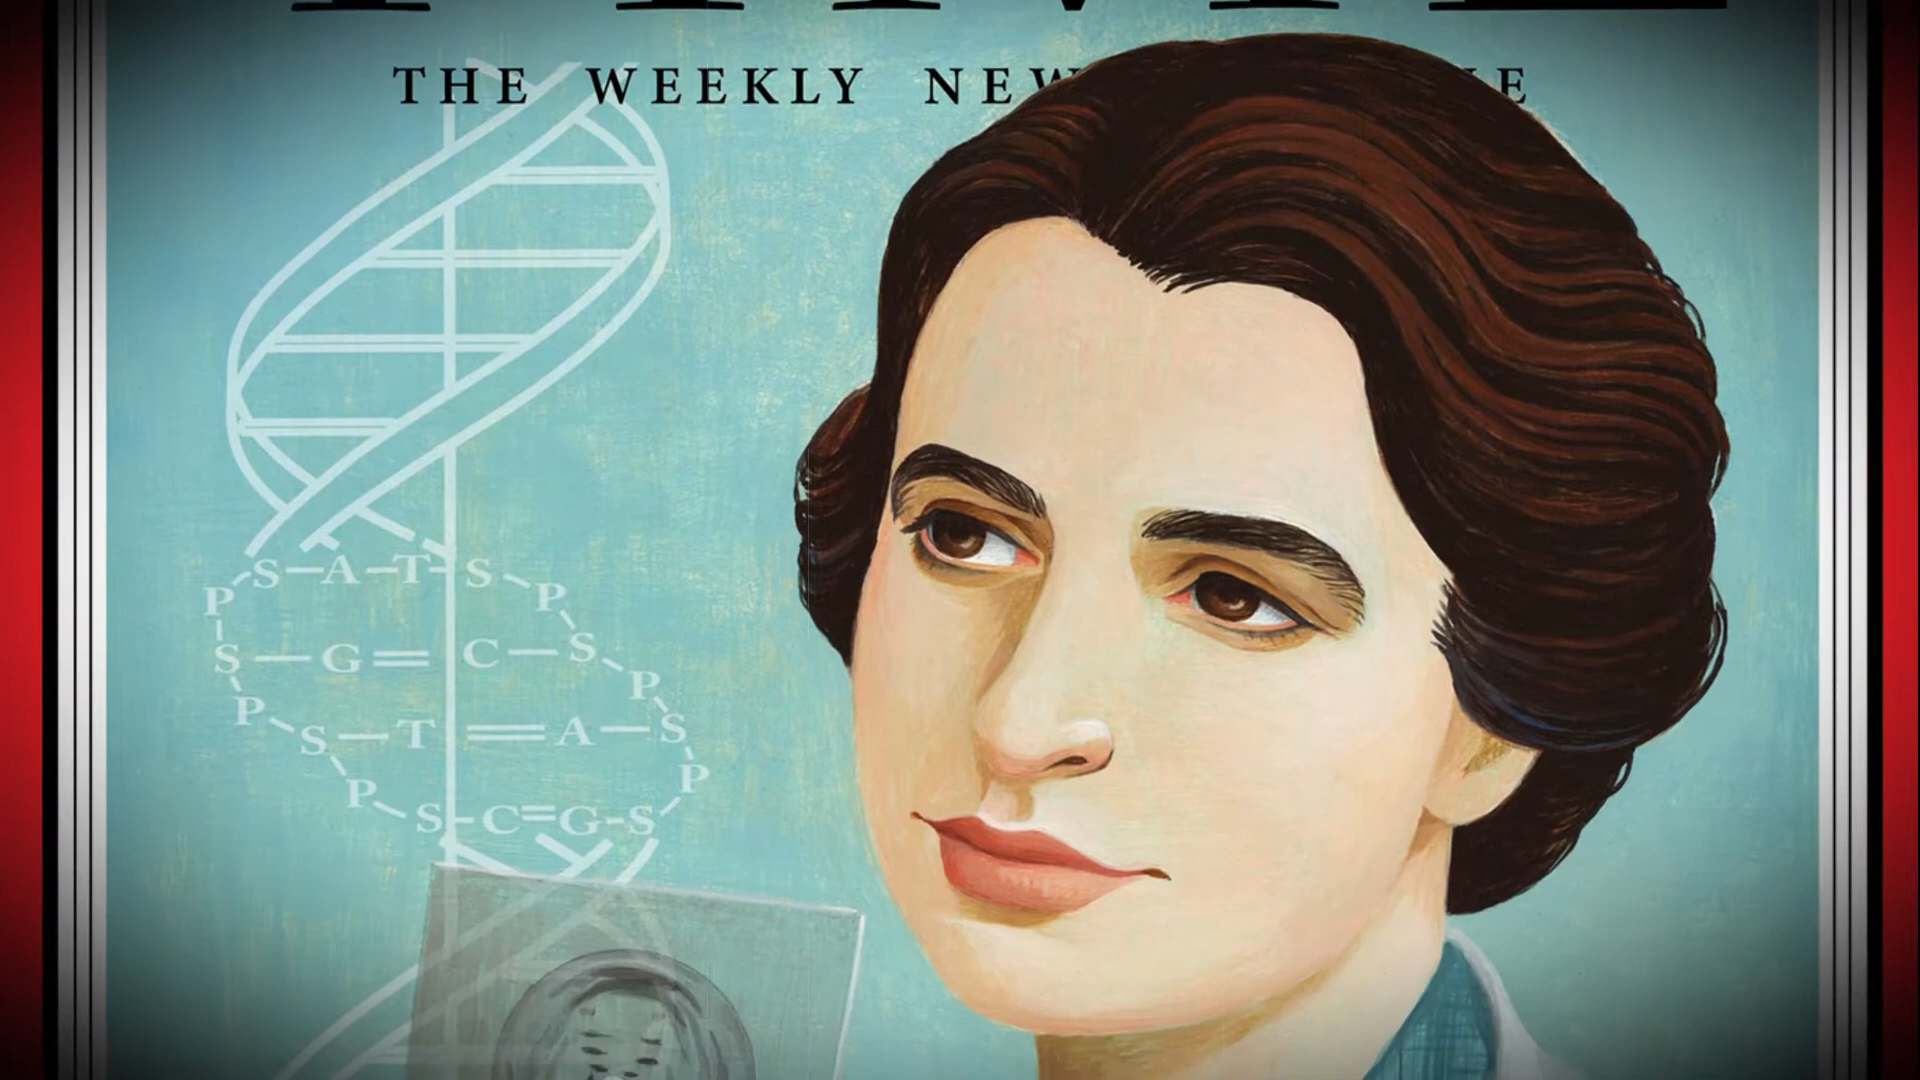 THE WEEKLY NEW
E
S-A-T-S
P P
S-G=C-S
P P
S-T=A-S
P P
S-C=G-S